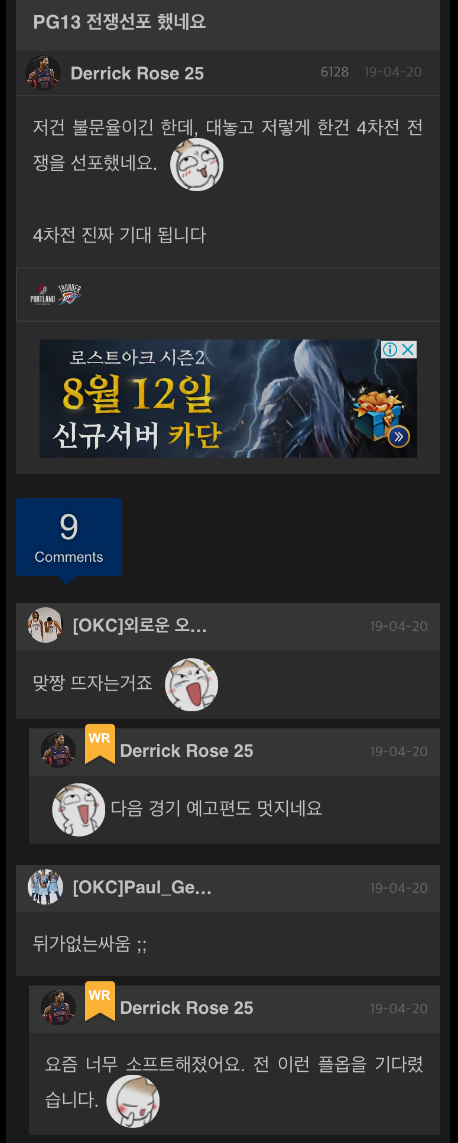 PG13 전쟁선포 했네요
Derrick Rose 25
6128 19-04-20
저건 불문율이긴 한데, 대놓고 저렇게 한건 4차전 전
쟁을 선포했네요.
4차전 진짜 기대 됩니다
PORTLAND THUNDER
로스트아크 시즌2
8월 12일
신규서버 카단
9
Comments
[OKC]외로운 오...
19-04-20
맞짱 뜨자는거죠
WR Derrick Rose 25
19-04-20
다음 경기 예고편도 멋지네요
[OKC]Paul_Ge...
19-04-20
뒤가없는싸움 ;;
WR Derrick Rose 25
19-04-20
요즘 너무 소프트해졌어요. 전 이런 플옵을 기다렸
습니다.